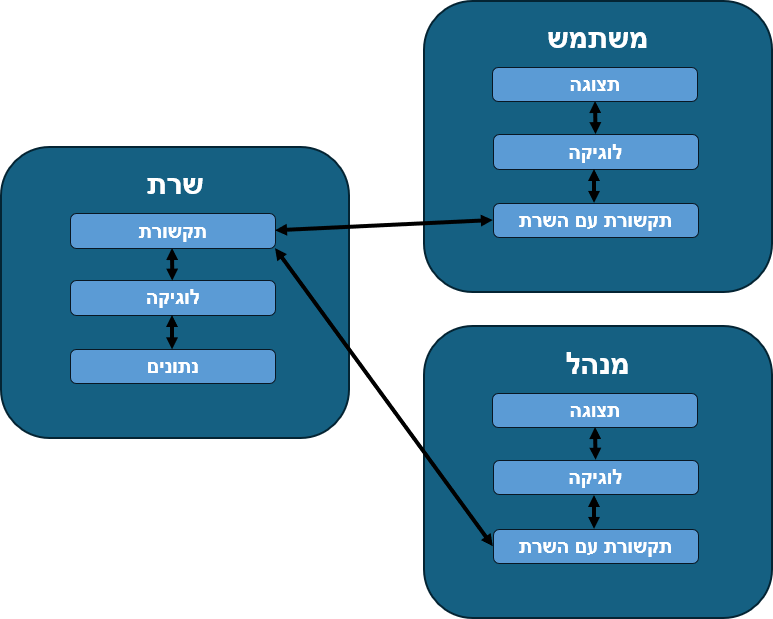 משתמש
תצוגה
לוגיקה
תקשורת עם השרת
שרת
תקשורת
לוגיקה
נתונים
מנהל
תצוגה
לוגיקה
תקשורת עם השרת